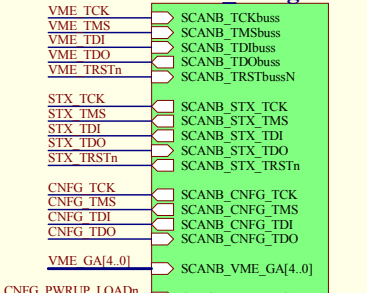 VME_TCK SCANB_TCKbuss
VME_TMS SCANB_TMSbuss
VME_TDI SCANB_TDIbuss
VME_TDO SCANB_TDObuss
VME_TRSTn SCANB_TRSTbussN
STX_TCK SCANB_STX_TCK
STX_TMS SCANB_STX_TMS
STX_TDI SCANB_STX_TDI
STX_TDO SCANB_STX_TDO
STX_TRSTn SCANB_STX_TRSTn
CNFG_TCK SCANB_CNFG_TCK
CNFG_TMS SCANB_CNFG_TMS
CNFG_TDI SCANB_CNFG_TDI
CNFG_TDO SCANB_CNFG_TDO
VME_GA[4..0] SCANB_VME_GA[4..0]
CNFG_PWRUP_LOADn